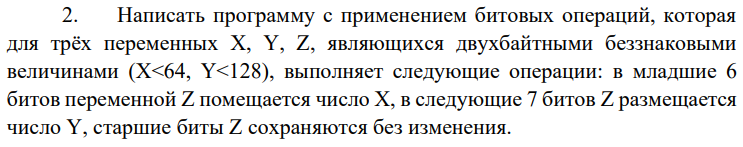 2. Написать программу с применением битовых операций, которая
для трёх переменных X, Y, Z, являющихся двухбайтными беззнаковыми
величинами (X<64, Y<128), выполняет следующие операции: в младшие 6
битов переменной Z помещается число X, в следующие 7 битов Z размещается
число Y, старшие биты Z сохраняются без изменения.